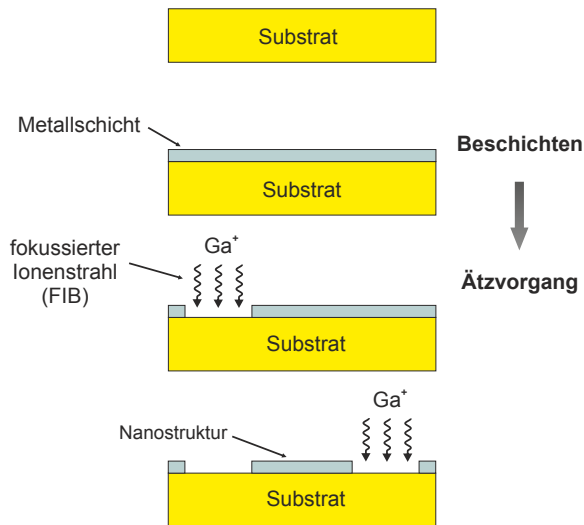 Substrat
Metallschicht
Beschichten
Substrat
fokussierter
Ionenstrahl
(FIB)
Ga⁺
Ätzvorgang
Substrat
Ga⁺
Nanostruktur
Substrat